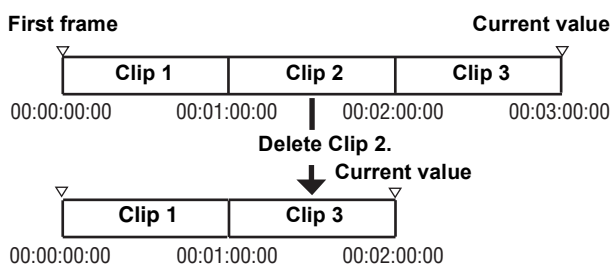 First frame Current value
Clip 1 Clip 2 Clip 3
00:00:00:00 00:01:00:00 00:02:00:00 00:03:00:00
Delete Clip 2.
Current value
Clip 1 Clip 3
00:00:00:00 00:01:00:00 00:02:00:00